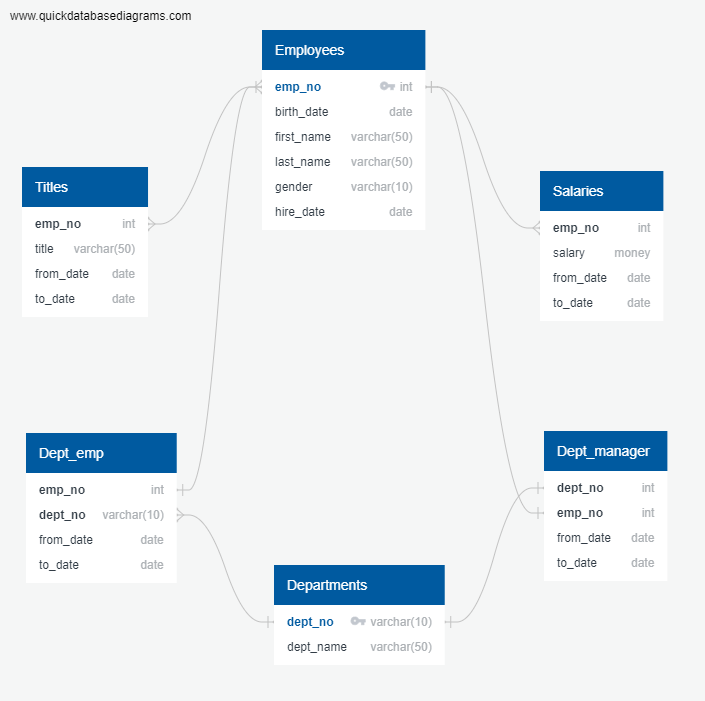 www.quickdatabasediagrams.com
Employees
emp_no int
birth_date date
first_name varchar(50)
last_name varchar(50)
gender varchar(10)
hire_date date
Titles
emp_no int
title varchar(50)
from_date date
to_date date
Salaries
emp_no int
salary money
from_date date
to_date date
Dept_emp
emp_no int
dept_no varchar(10)
from_date date
to_date date
Dept_manager
dept_no int
emp_no int
from_date date
to_date date
Departments
dept_no varchar(10)
dept_name varchar(50)